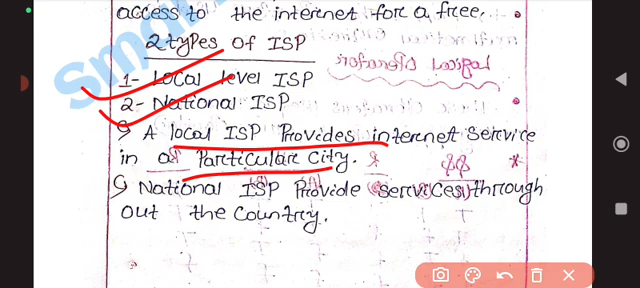 access to the internet for a free.
2 types of ISP
1- Local level ISP
2- National ISP
A local ISP Provides internet Service
in a Particular City.
National ISP Provide services through
out the Country.